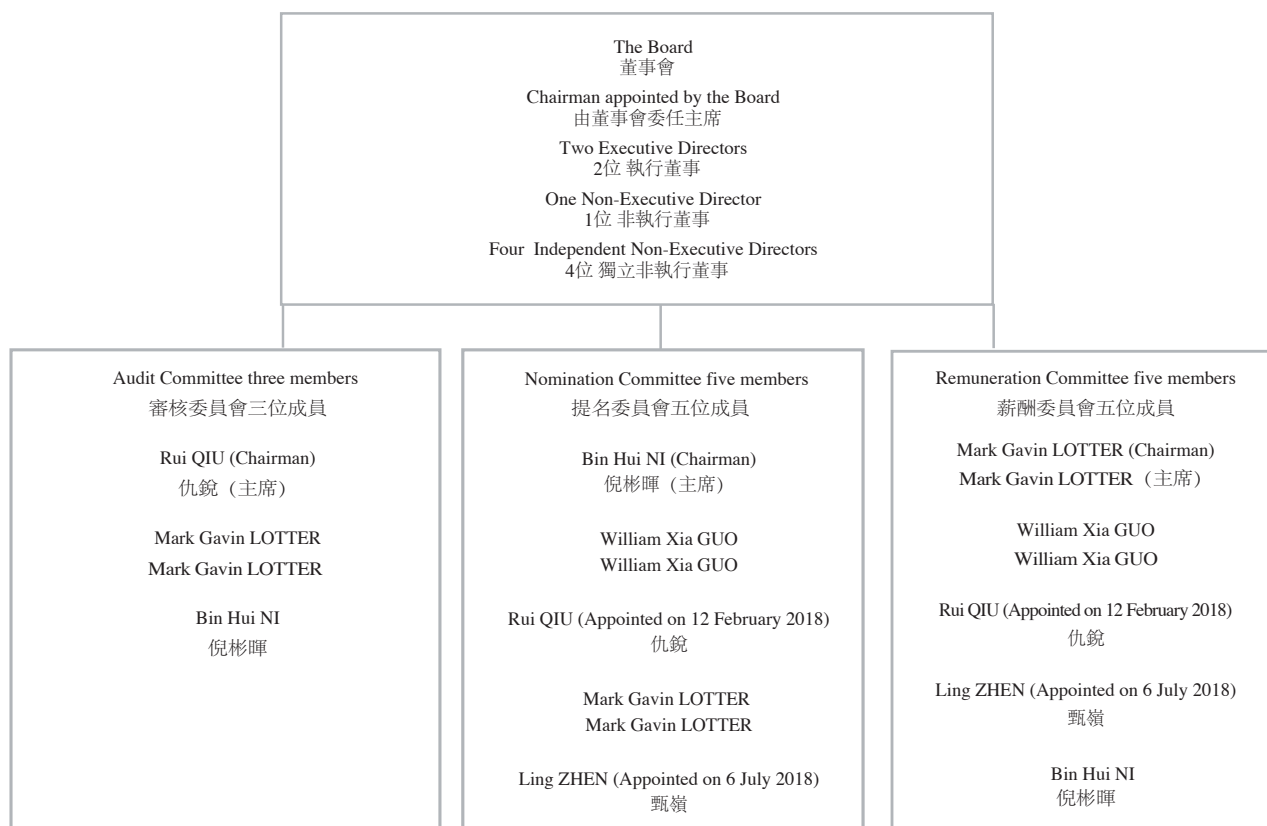 The Board
董事會
Chairman appointed by the Board
由董事會委任主席
Two Executive Directors
2位 執行董事
One Non-Executive Director
1位 非執行董事
Four Independent Non-Executive Directors
4位 獨立非執行董事
Audit Committee three members
審核委員會三位成員
Rui QIU (Chairman)
仇銳（主席）
Mark Gavin LOTTER
Mark Gavin LOTTER
Bin Hui NI
倪彬暉
Nomination Committee five members
提名委員會五位成員
Bin Hui NI (Chairman)
倪彬暉（主席）
William Xia GUO
William Xia GUO
Rui QIU (Appointed on 12 February 2018)
仇銳
Mark Gavin LOTTER
Mark Gavin LOTTER
Ling ZHEN (Appointed on 6 July 2018)
甄嶺
Remuneration Committee five members
薪酬委員會五位成員
Mark Gavin LOTTER (Chairman)
Mark Gavin LOTTER（主席）
William Xia GUO
William Xia GUO
Rui QIU (Appointed on 12 February 2018)
仇銳
Ling ZHEN (Appointed on 6 July 2018)
甄嶺
Bin Hui NI
倪彬暉